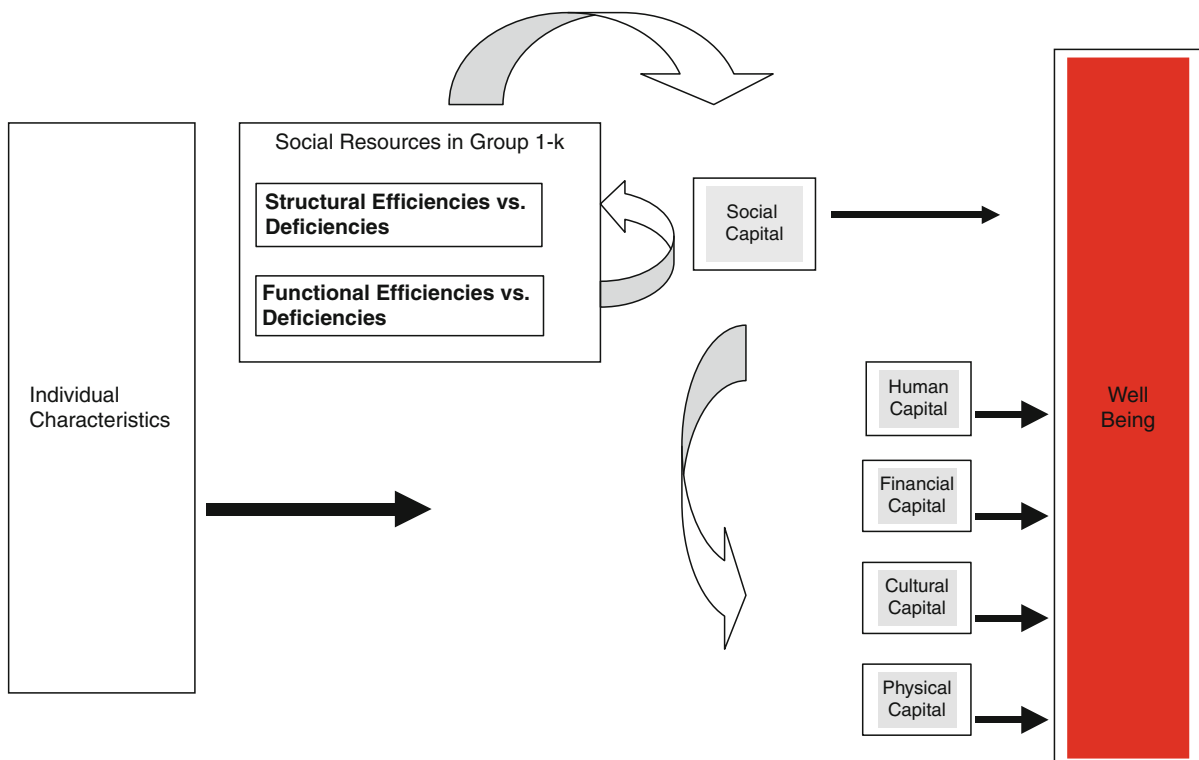 Individual
Characteristics
Social Resources in Group 1-k
Structural Efficiencies vs.
Deficiencies
Functional Efficiencies vs.
Deficiencies
Social
Capital
Human
Capital
Financial
Capital
Cultural
Capital
Physical
Capital
Well
Being